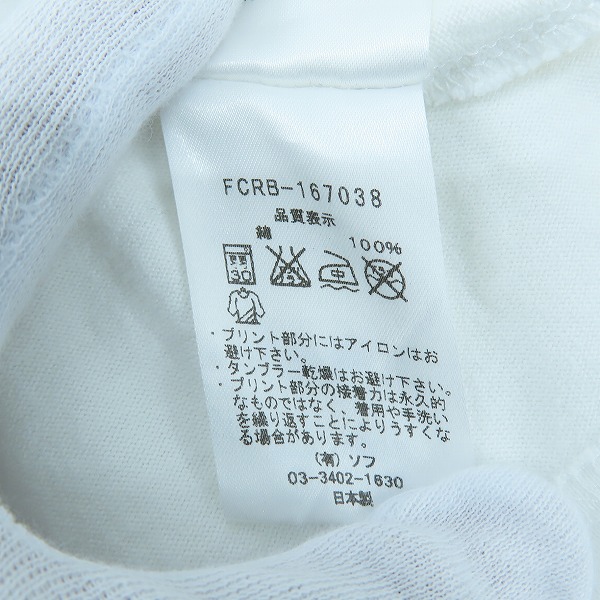 FCRB-167038
品質表示
綿 100%
30 中
・プリント部分にはアイロンはお
避け下さい。
・タンブラー乾燥はお避け下さい。
・プリント部分の接着力は永久的
なものではなく、着用や手洗い
を繰り返すことによりうすくな
る場合があります。
(有)ソフ
03-3402-1630
日本製